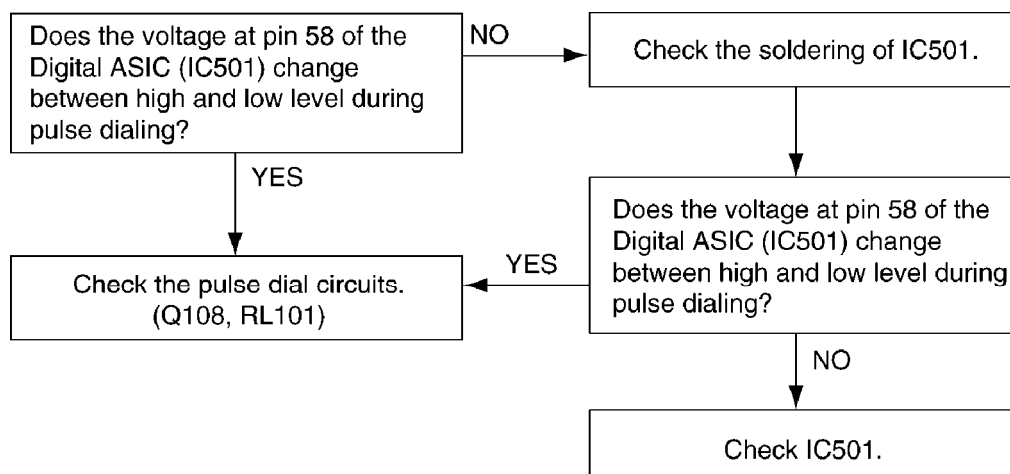 Does the voltage at pin 58 of the
Digital ASIC (IC501) change
between high and low level during
pulse dialing?
NO
Check the soldering of IC501.
YES
Does the voltage at pin 58 of the
Digital ASIC (IC501) change
between high and low level during
pulse dialing?
YES
Check the pulse dial circuits.
(Q108, RL101)
NO
Check IC501.